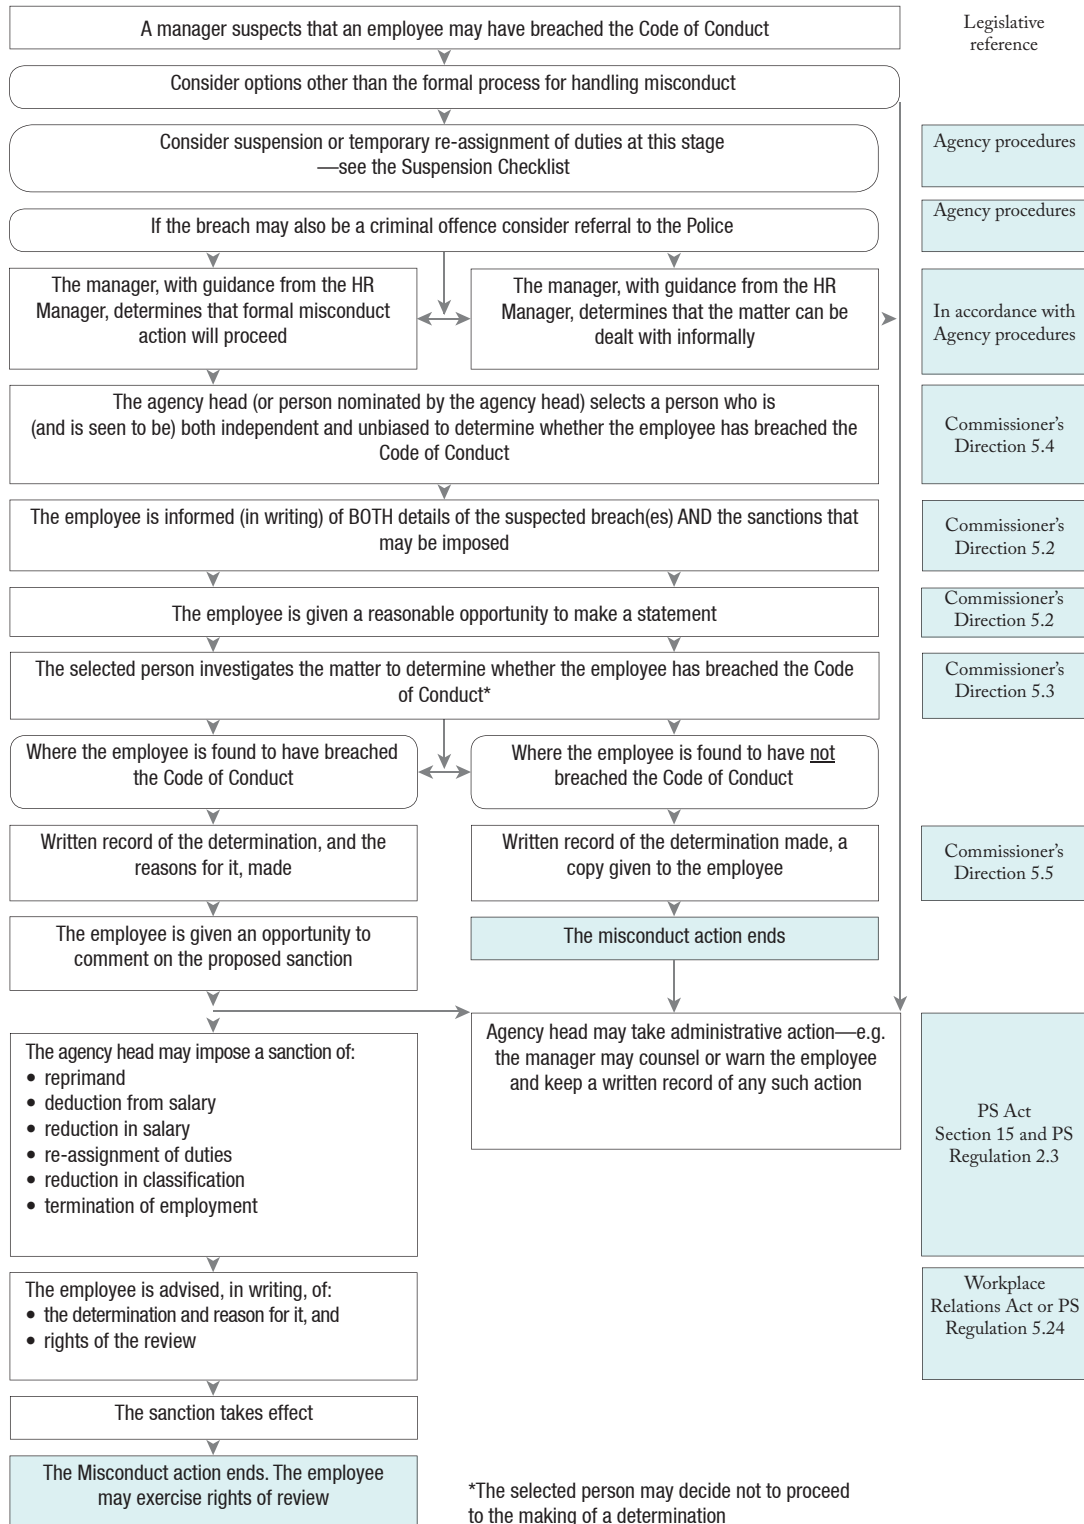 A manager suspects that an employee may have breached the Code of Conduct
Legislative
reference
Consider options other than the formal process for handling misconduct
Consider suspension or temporary re-assignment of duties at this stage
—see the Suspension Checklist
Agency procedures
If the breach may also be a criminal offence consider referral to the Police
Agency procedures
The manager, with guidance from the HR
Manager, determines that formal misconduct
action will proceed
The manager, with guidance from the HR
Manager, determines that the matter can be
dealt with informally
In accordance with
Agency procedures
The agency head (or person nominated by the agency head) selects a person who is
(and is seen to be) both independent and unbiased to determine whether the employee has breached the
Code of Conduct
Commissioner's
Direction 5.4
The employee is informed (in writing) of BOTH details of the suspected breach(es) AND the sanctions that
may be imposed
Commissioner's
Direction 5.2
The employee is given a reasonable opportunity to make a statement
Commissioner's
Direction 5.2
The selected person investigates the matter to determine whether the employee has breached the Code
of Conduct*
Commissioner's
Direction 5.3
Where the employee is found to have breached
the Code of Conduct
Where the employee is found to have not
breached the Code of Conduct
Written record of the determination, and the
reasons for it, made
Written record of the determination made, a
copy given to the employee
Commissioner's
Direction 5.5
The employee is given an opportunity to
comment on the proposed sanction
The misconduct action ends
The agency head may impose a sanction of:
• reprimand
• deduction from salary
• reduction in salary
• re-assignment of duties
• reduction in classification
• termination of employment
Agency head may take administrative action—e.g.
the manager may counsel or warn the employee
and keep a written record of any such action
PS Act
Section 15 and PS
Regulation 2.3
The employee is advised, in writing, of:
• the determination and reason for it, and
• rights of the review
Workplace
Relations Act or PS
Regulation 5.24
The sanction takes effect
The Misconduct action ends. The employee
may exercise rights of review
*The selected person may decide not to proceed
to the making of a determination